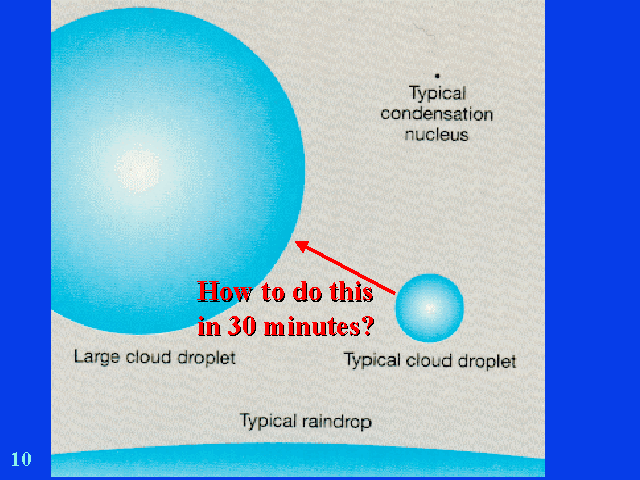 Typical
condensation
nucleus
How to do this
in 30 minutes?
Large cloud droplet
Typical cloud droplet
Typical raindrop
10